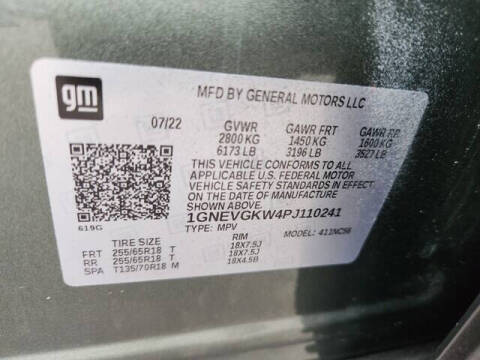 gm
MFD BY GENERAL MOTORS LLC
07/22 GVWR GAWR FRT GAWR RR
2800 KG 1450 KG 1600 KG
6173 LB 3196 LB 3527 LB
THIS VEHICLE CONFORMS TO ALL
APPLICABLE U.S. FEDERAL MOTOR
VEHICLE SAFETY STANDARDS IN EFFECT
ON THE DATE OF MANUFACTURE
SHOWN ABOVE.
1GNEVGKW4PJ110241
619G
TYPE: MPV MODEL: 411NC56
TIRE SIZE RIM
FRT 255/65R18 T 18X7.5J
RR 255/65R18 T 18X7.5J
SPA T135/70R18 M 18X4.5B